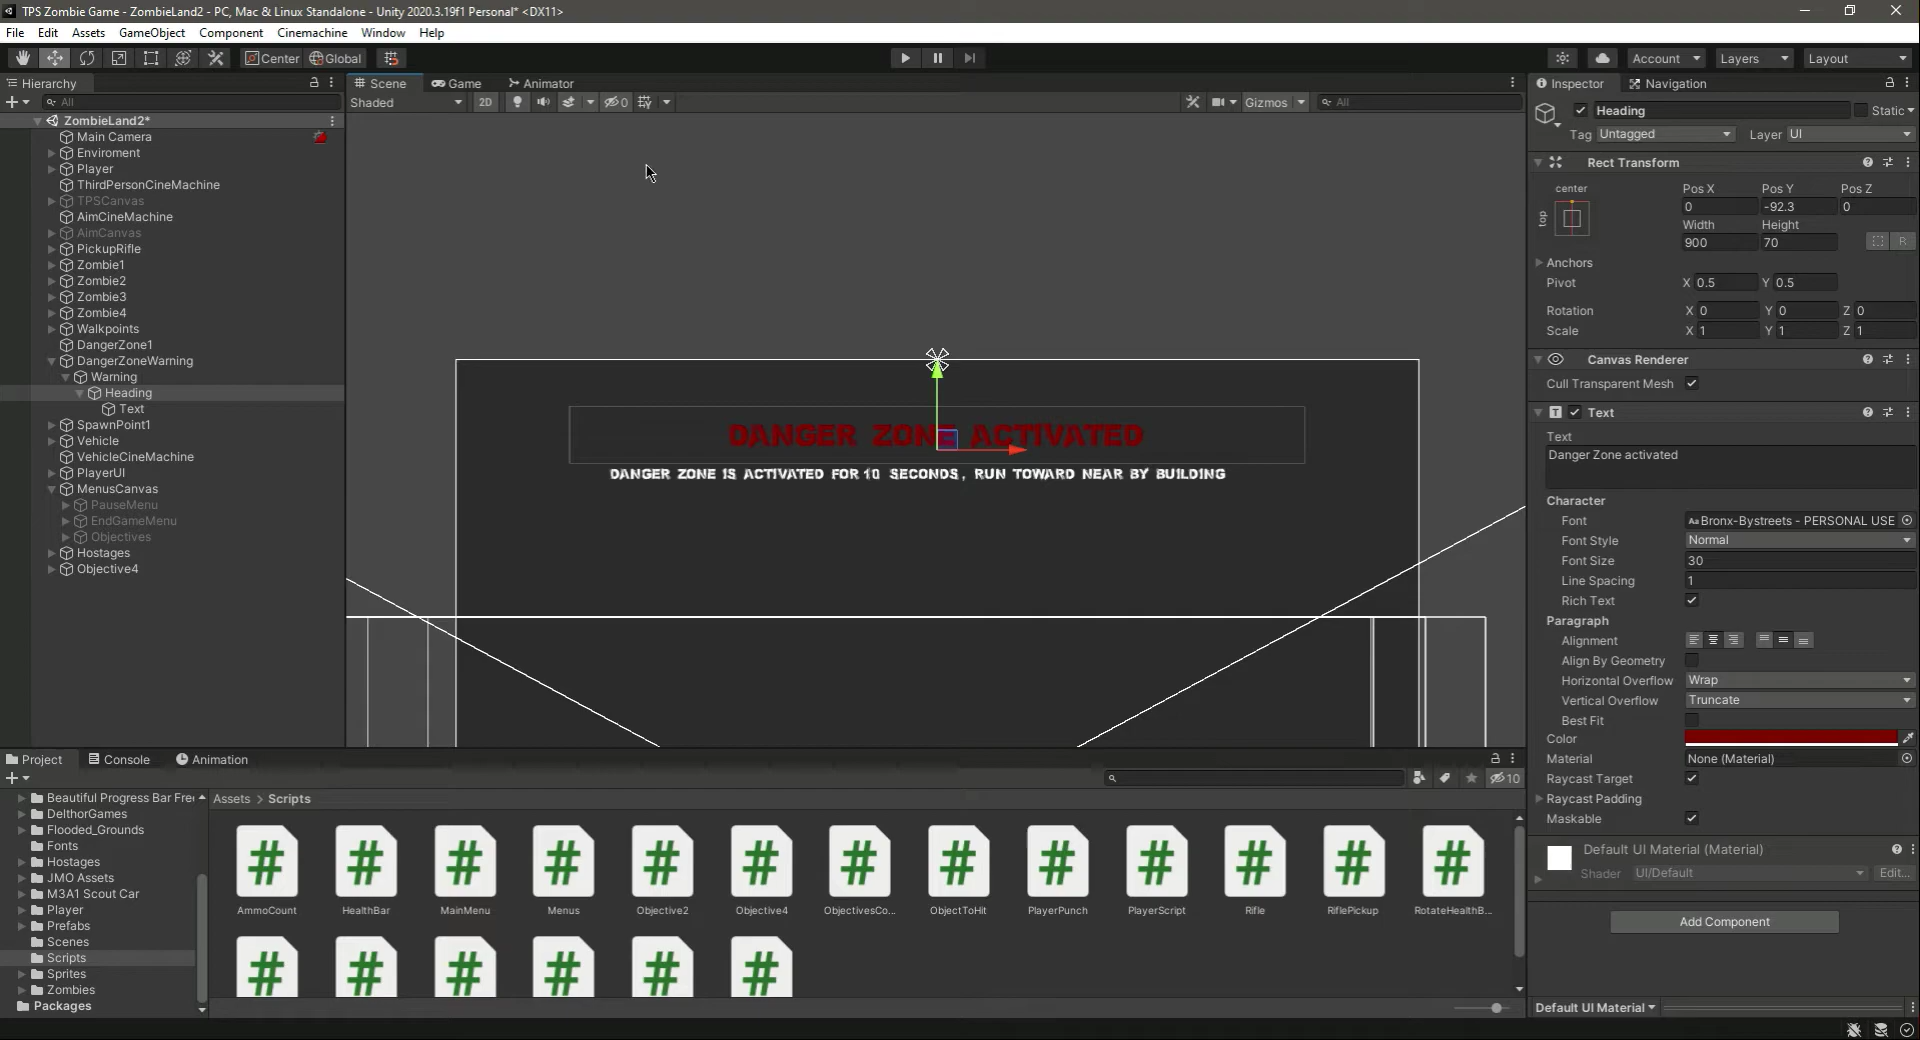 TPS Zombie Game - ZombieLand2 - PC, Mac & Linux Standalone - Unity 2020.3.19f1 Personal* <DX11>
File Edit Assets GameObject Component Cinemachine Window Help
Center Global Account Layers Layout
Hierarchy
All
ZombieLand2*
Main Camera
Enviroment
Player
ThirdPersonCineMachine
TPSCanvas
AimCineMachine
AimCanvas
PickupRifle
Zombie1
Zombie2
Zombie3
Zombie4
Walkpoints
DangerZone1
DangerZoneWarning
Warning
Heading
Text
SpawnPoint1
Vehicle
VehicleCineMachine
PlayerUI
MenusCanvas
PauseMenu
EndGameMenu
Objectives
Hostages
Objective4
Scene Game Animator
Shaded 2D 0 Gizmos All
DANGER ZONE ACTIVATED
DANGER ZONE IS ACTIVATED FOR 10 SECONDS, RUN TOWARD NEAR BY BUILDING
Inspector Navigation
Heading Static
Tag Untagged Layer UI
Rect Transform
center
top
Pos X Pos Y Pos Z
0 -92.3 0
Width Height
900 70
R
Anchors
Pivot X 0.5 Y 0.5
Rotation X 0 Y 0 Z 0
Scale X 1 Y 1 Z 1
Canvas Renderer
Cull Transparent Mesh
T Text
Text
Danger Zone activated
Character
Font Aa Bronx-Bystreets - PERSONAL USE
Font Style Normal
Font Size 30
Line Spacing 1
Rich Text
Paragraph
Alignment
Align By Geometry
Horizontal Overflow Wrap
Vertical Overflow Truncate
Best Fit
Color
Material None (Material)
Raycast Target
Raycast Padding
Maskable
Default UI Material (Material)
Shader UI/Default Edit...
Add Component
Default UI Material
Project Console Animation
10
Beautiful Progress Bar Fre
DelthorGames
Flooded_Grounds
Fonts
Hostages
JMO Assets
M3A1 Scout Car
Player
Prefabs
Scenes
Scripts
Sprites
Zombies
Packages
Assets > Scripts
AmmoCount HealthBar MainMenu Menus Objective2 Objective4 ObjectivesCo... ObjectToHit PlayerPunch PlayerScript Rifle RiflePickup RotateHealthB...